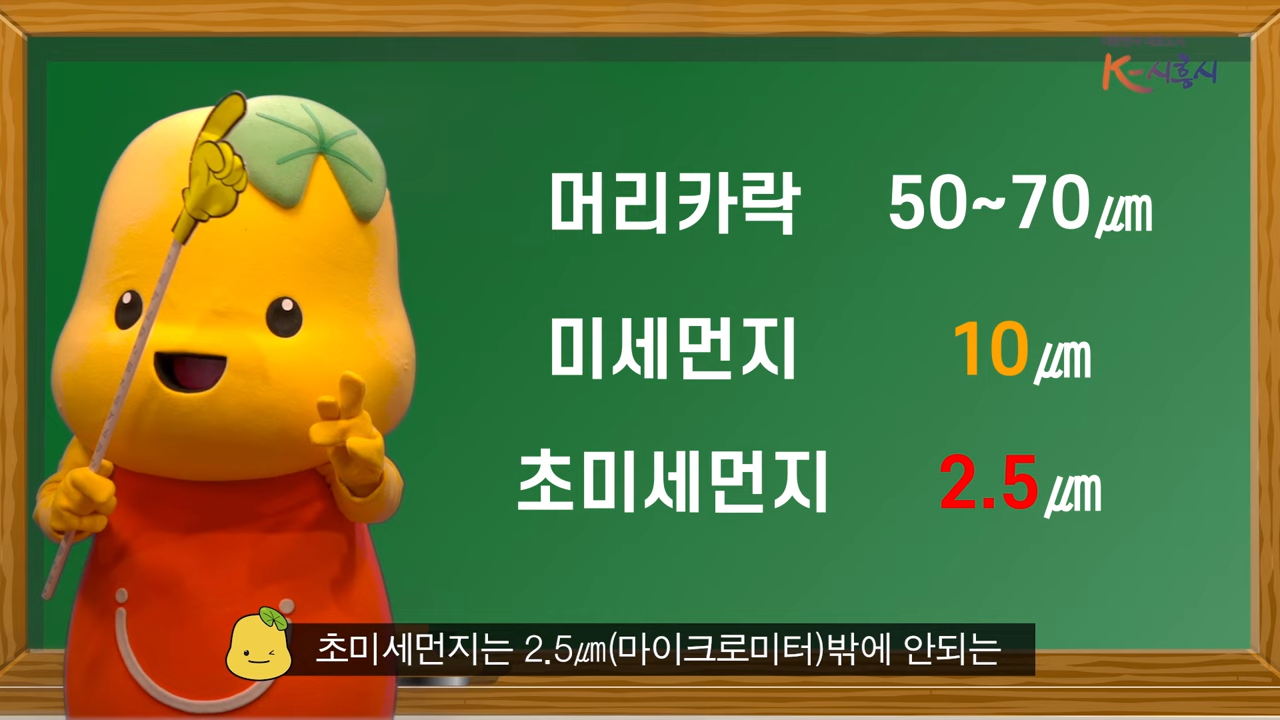 K-시흥시
머리카락 50~70㎛
미세먼지 10㎛
초미세먼지 2.5㎛
초미세먼지는 2.5㎛(마이크로미터)밖에 안되는